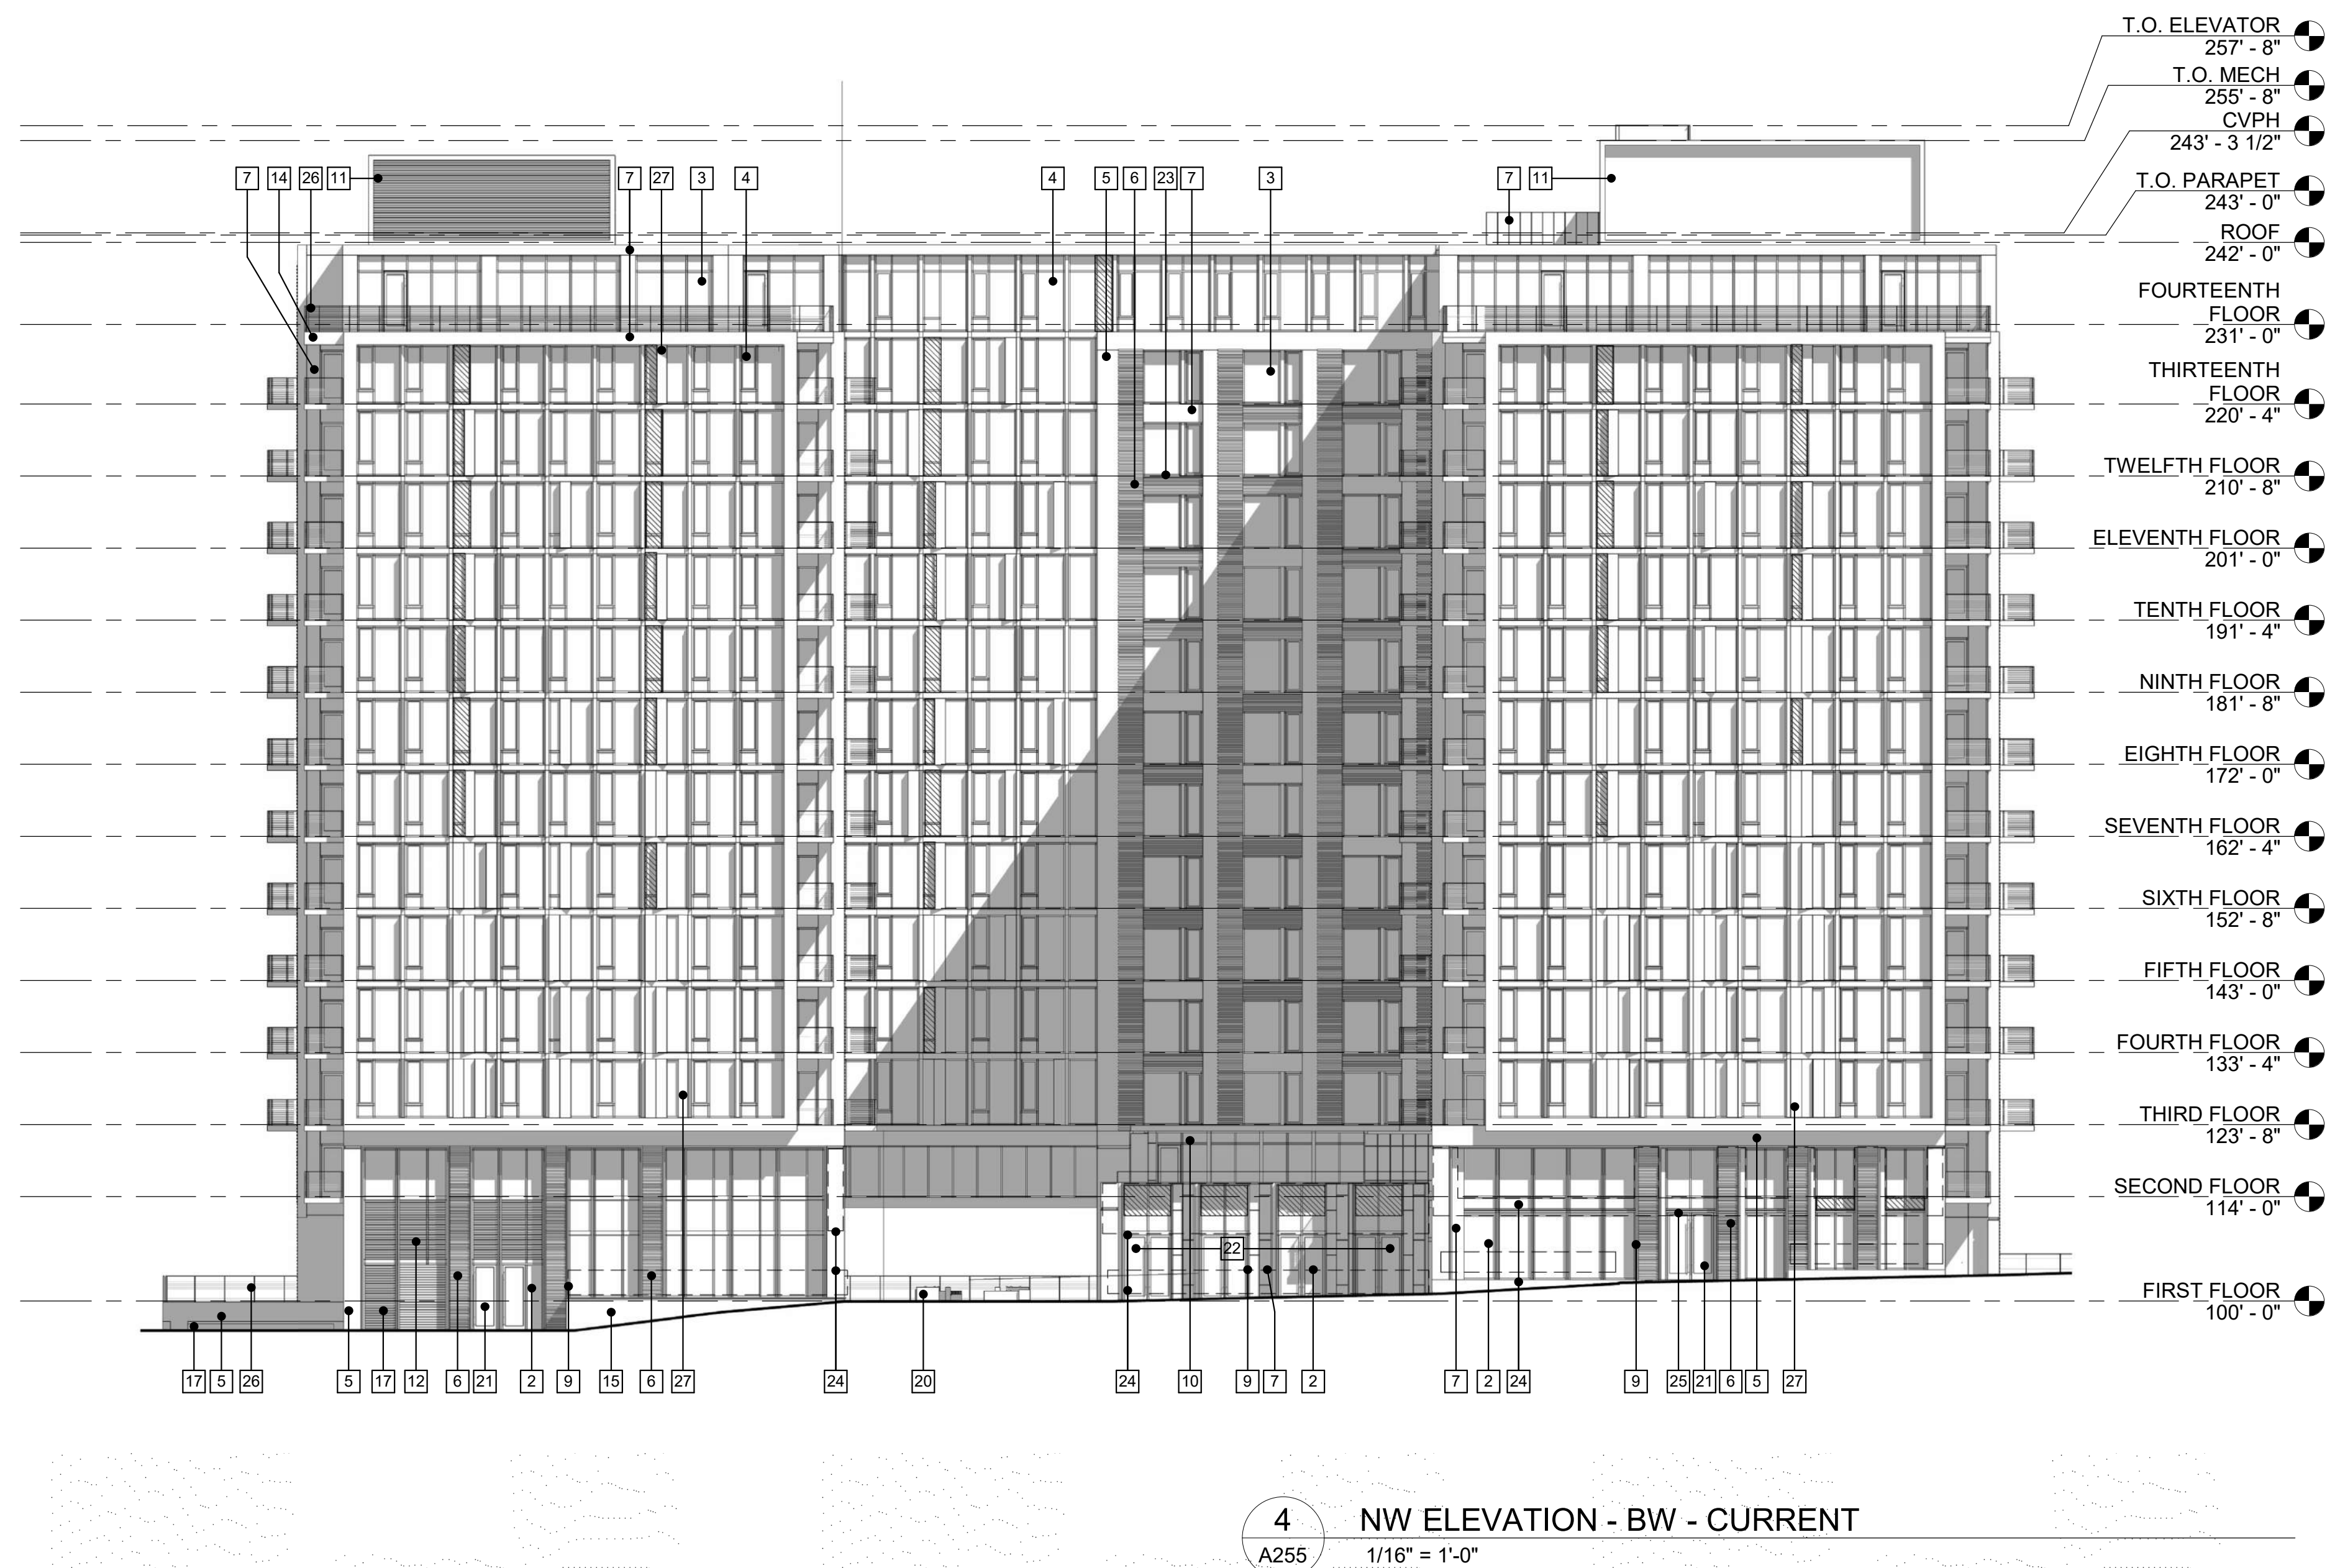 T.O. ELEVATOR
257' - 8"
T.O. MECH
255' - 8"
CVPH
243' - 3 1/2"
T.O. PARAPET
243' - 0"
ROOF
242' - 0"
FOURTEENTH
FLOOR
231' - 0"
THIRTEENTH
FLOOR
220' - 4"
TWELFTH FLOOR
210' - 8"
ELEVENTH FLOOR
201' - 0"
TENTH FLOOR
191' - 4"
NINTH FLOOR
181' - 8"
EIGHTH FLOOR
172' - 0"
SEVENTH FLOOR
162' - 4"
SIXTH FLOOR
152' - 8"
FIFTH FLOOR
143' - 0"
FOURTH FLOOR
133' - 4"
THIRD FLOOR
123' - 8"
SECOND FLOOR
114' - 0"
FIRST FLOOR
100' - 0"
7 14 26 11 7 27 3 4 4 5 6 23 7 3 7 11
22
17 5 26 5 17 12 6 21 2 9 15 6 27 24 20 24 10 9 7 2 7 2 24 9 25 21 6 5 27
4 NW ELEVATION - BW - CURRENT
A255 1/16" = 1'-0"